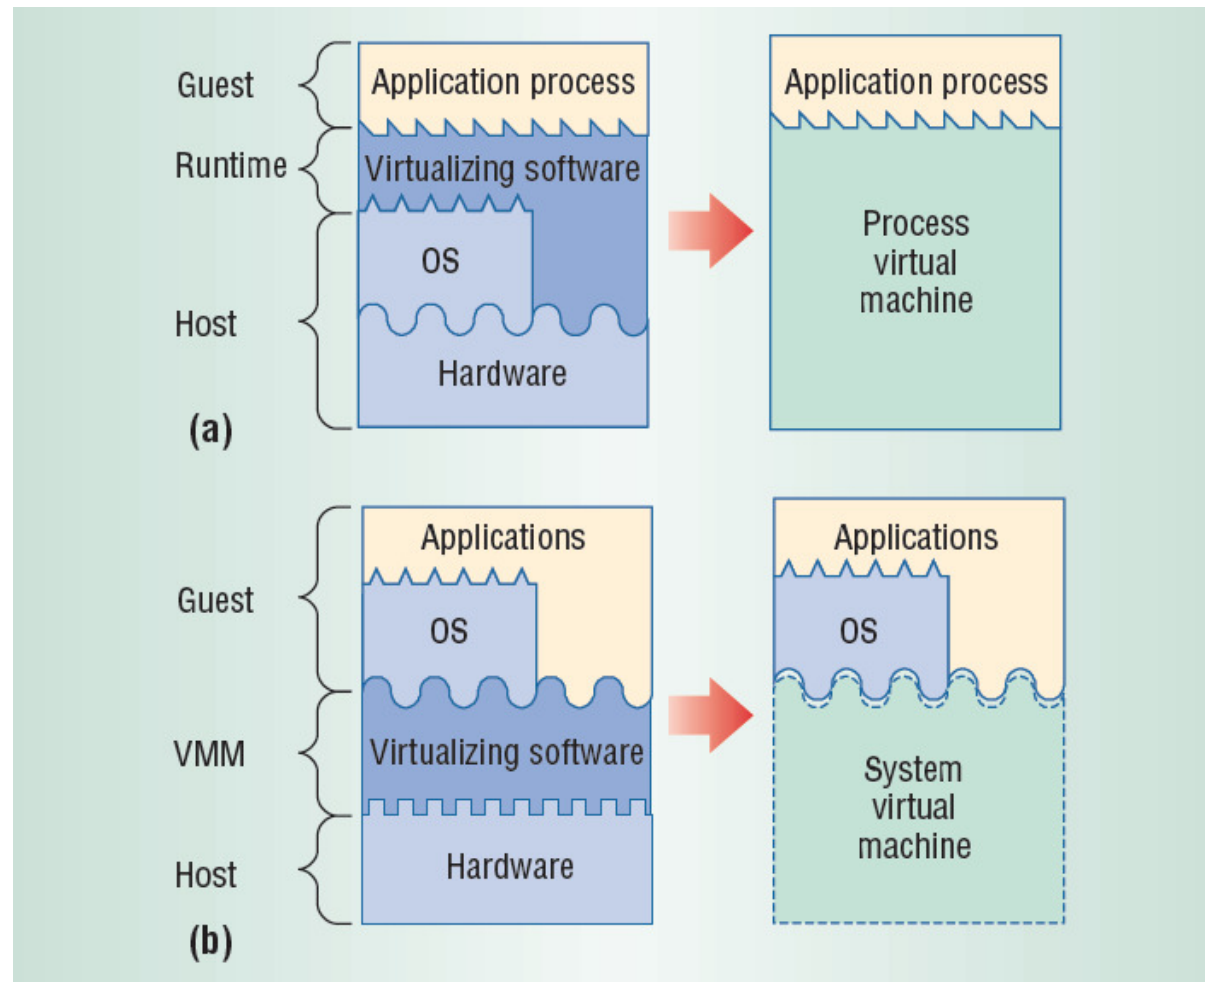 Guest
Application process
Runtime
Virtualizing software
OS
Host
Hardware
(a)
Application process
Process
virtual
machine
Guest
Applications
OS
VMM
Virtualizing software
Host
Hardware
(b)
Applications
OS
System
virtual
machine